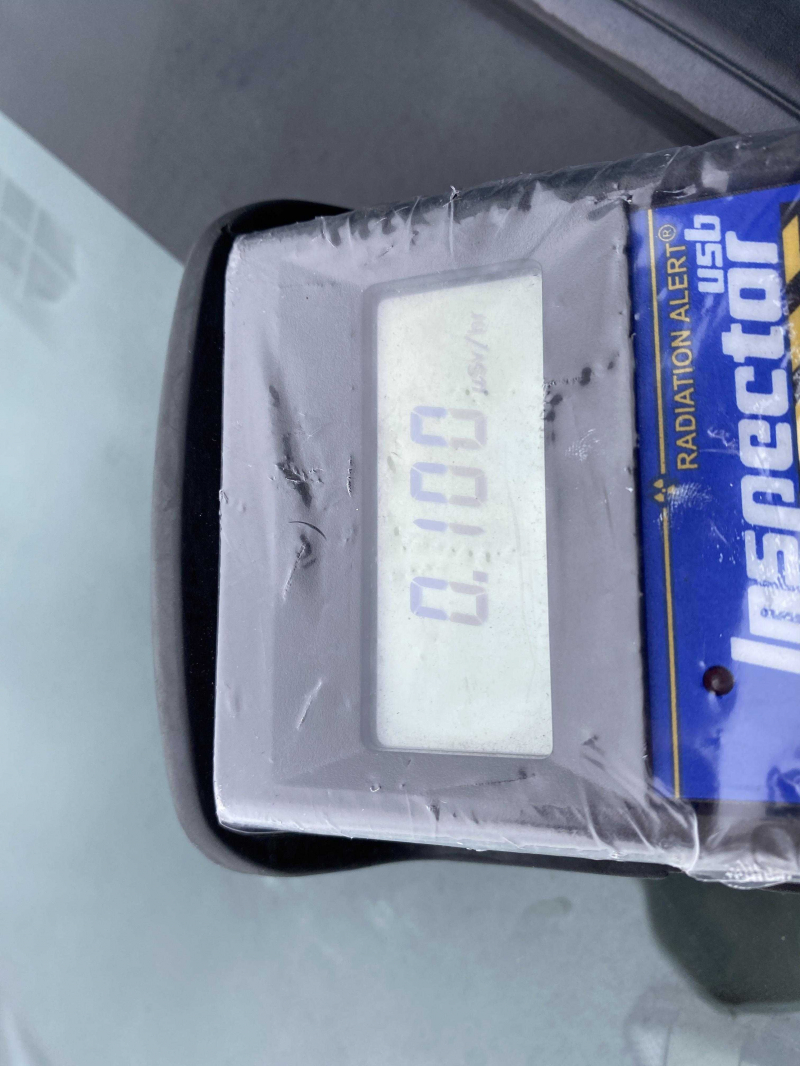 0.100 µSv/hr
RADIATION ALERT®
Inspector usb